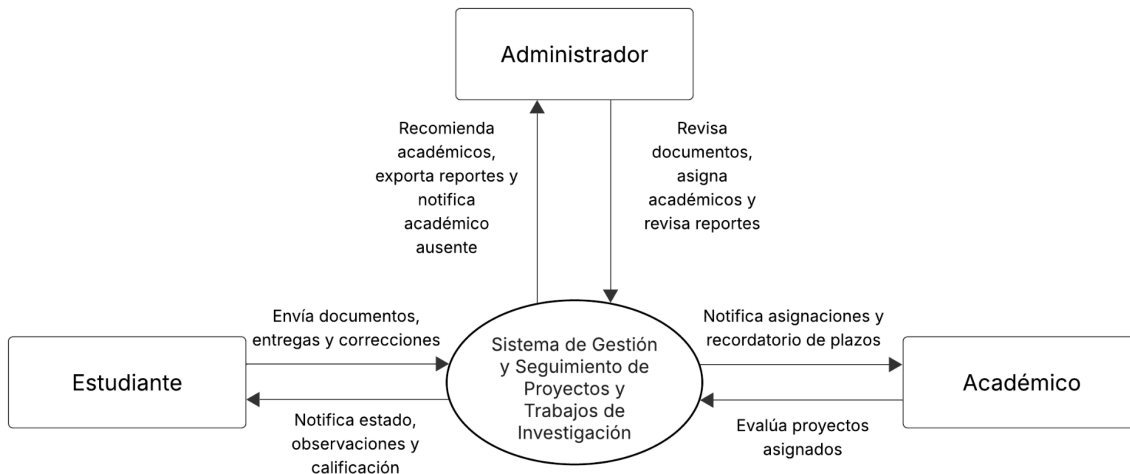 Administrador
Recomienda
académicos,
exporta reportes y
notifica
académico
ausente
Revisa
documentos,
asigna
académicos y
revisa reportes
Envía documentos,
entregas y correcciones
Estudiante
Notifica estado,
observaciones y
calificación
Sistema de Gestión
y Seguimiento de
Proyectos y
Trabajos de
Investigación
Notifica asignaciones y
recordatorio de plazos
Académico
Evalúa proyectos
asignados